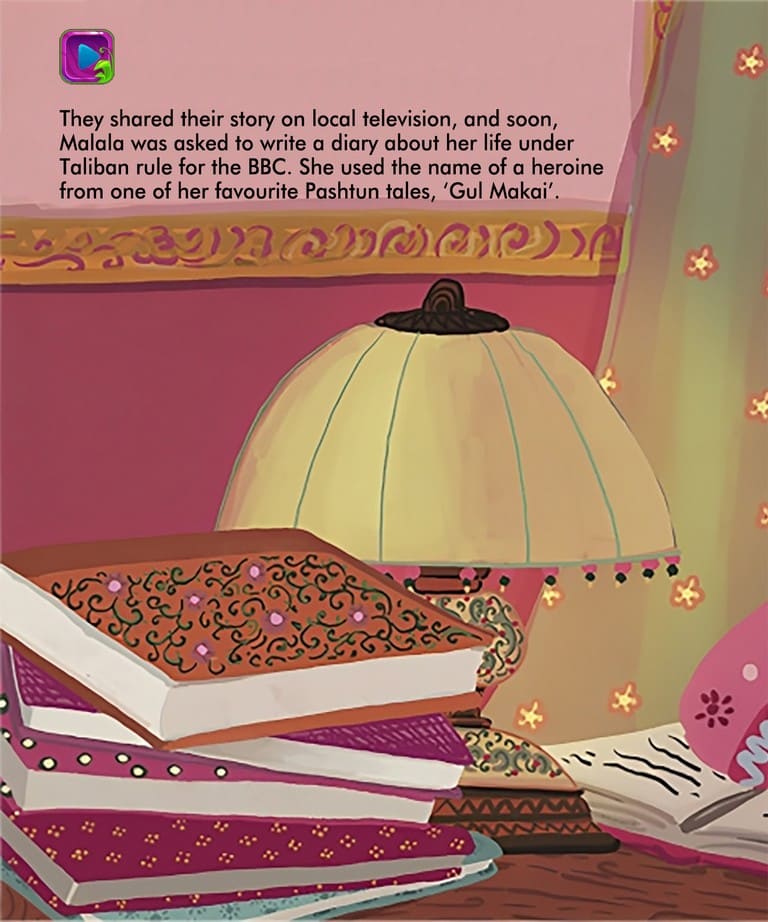 They shared their story on local television, and soon,
Malala was asked to write a diary about her life under
Taliban rule for the BBC. She used the name of a heroine
from one of her favourite Pashtun tales, ‘Gul Makai’.